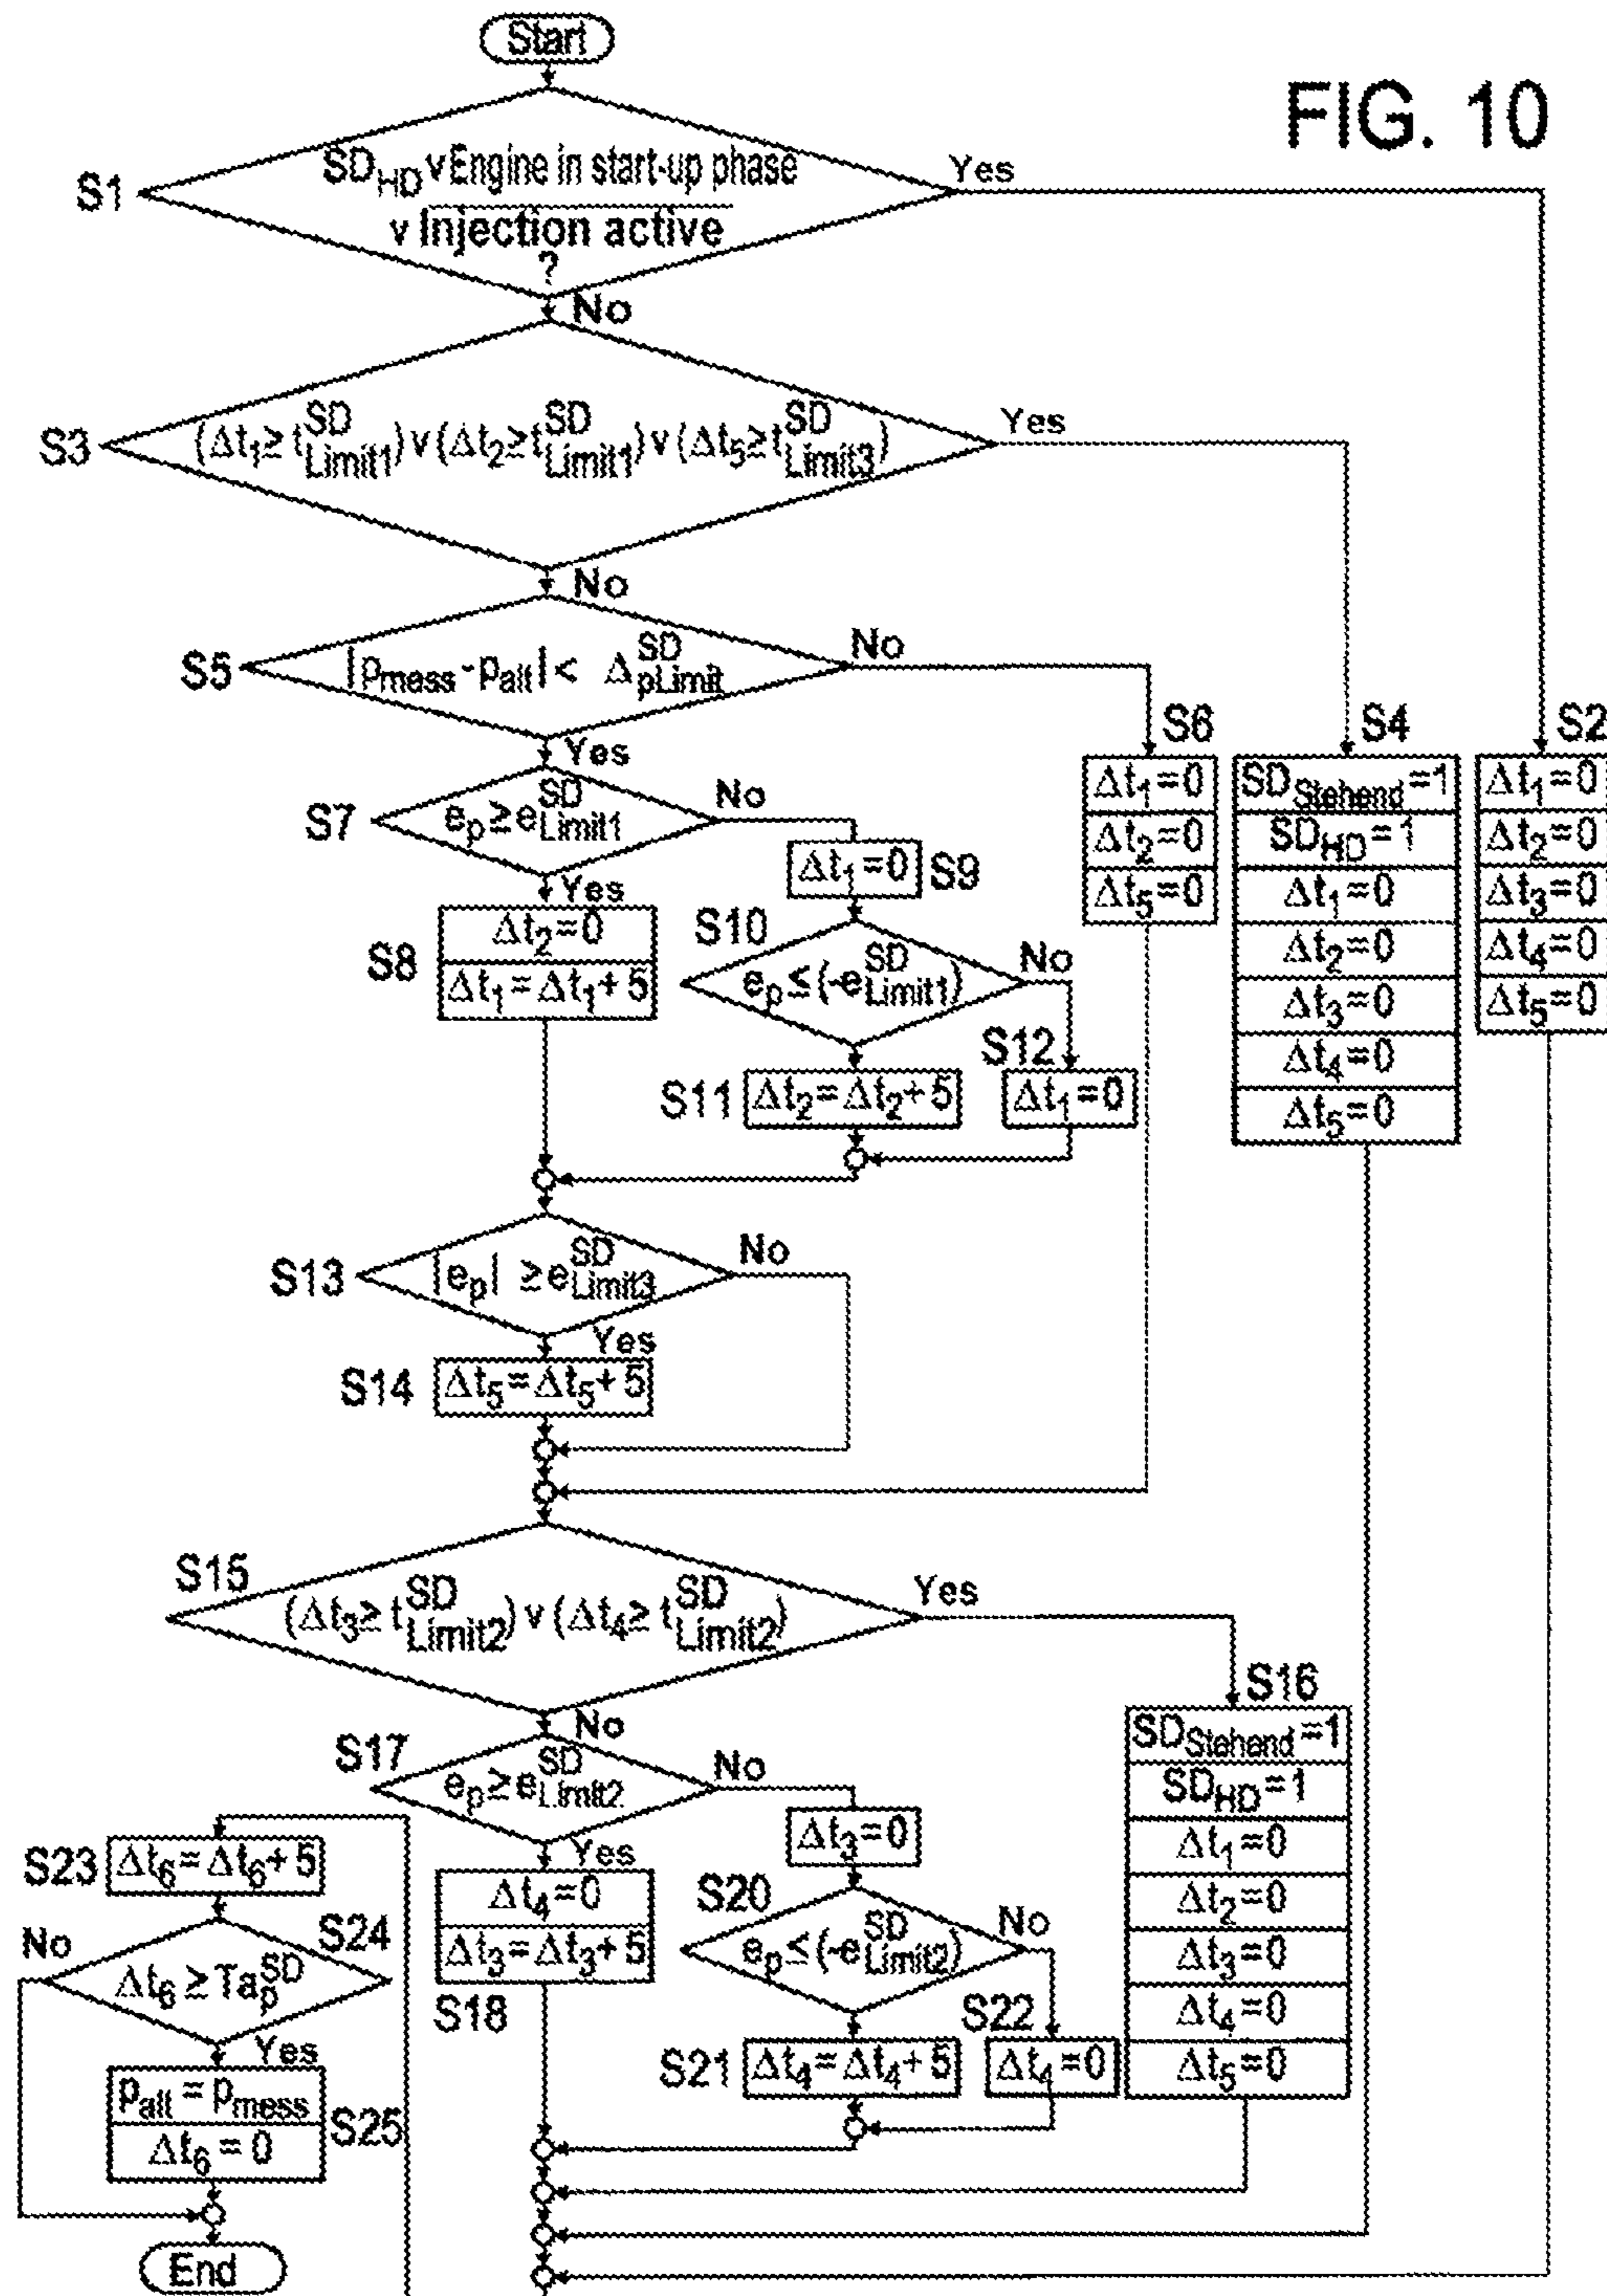 Start
FIG. 10
S1
SD_HD v Engine in start-up phase
v Injection active
?
Yes
No
S3
(Δt₁≥t^SD_Limit1) v (Δt₂≥t^SD_Limit1) v (Δt₅≥t^SD_Limit3)
Yes
No
S5
|p_mess - p_alt| < Δ^SD_pLimit
No
Yes
S6
Δt₁=0
Δt₂=0
Δt₅=0
S4
SD_Stehend=1
SD_HD=1
Δt₁=0
Δt₂=0
Δt₃=0
Δt₄=0
Δt₅=0
S2
Δt₁=0
Δt₂=0
Δt₃=0
Δt₄=0
Δt₅=0
S7
e_p≥e^SD_Limit1
No
Yes
S8
Δt₂=0
Δt₁=Δt₁+5
Δt₁=0
S9
S10
e_p≤(-e^SD_Limit1)
No
S11
Δt₂=Δt₂+5
S12
Δt₁=0
S13
|e_p| ≥e^SD_Limit3
No
Yes
S14
Δt₅=Δt₅+5
S15
(Δt₃≥t^SD_Limit2) v (Δt₄≥t^SD_Limit2)
Yes
No
S16
SD_Stehend=1
SD_HD=1
Δt₁=0
Δt₂=0
Δt₃=0
Δt₄=0
Δt₅=0
S17
e_p≥e^SD_Limit2
No
Yes
Δt₄=0
Δt₃=Δt₃+5
S18
Δt₃=0
S20
e_p≤(-e^SD_Limit2)
No
S21
Δt₄=Δt₄+5
S22
Δt₄=0
S23
Δt₆=Δt₆+5
S24
No
Δt₆≥Ta^SD_p
Yes
p_alt=p_mess
Δt₆=0
S25
End